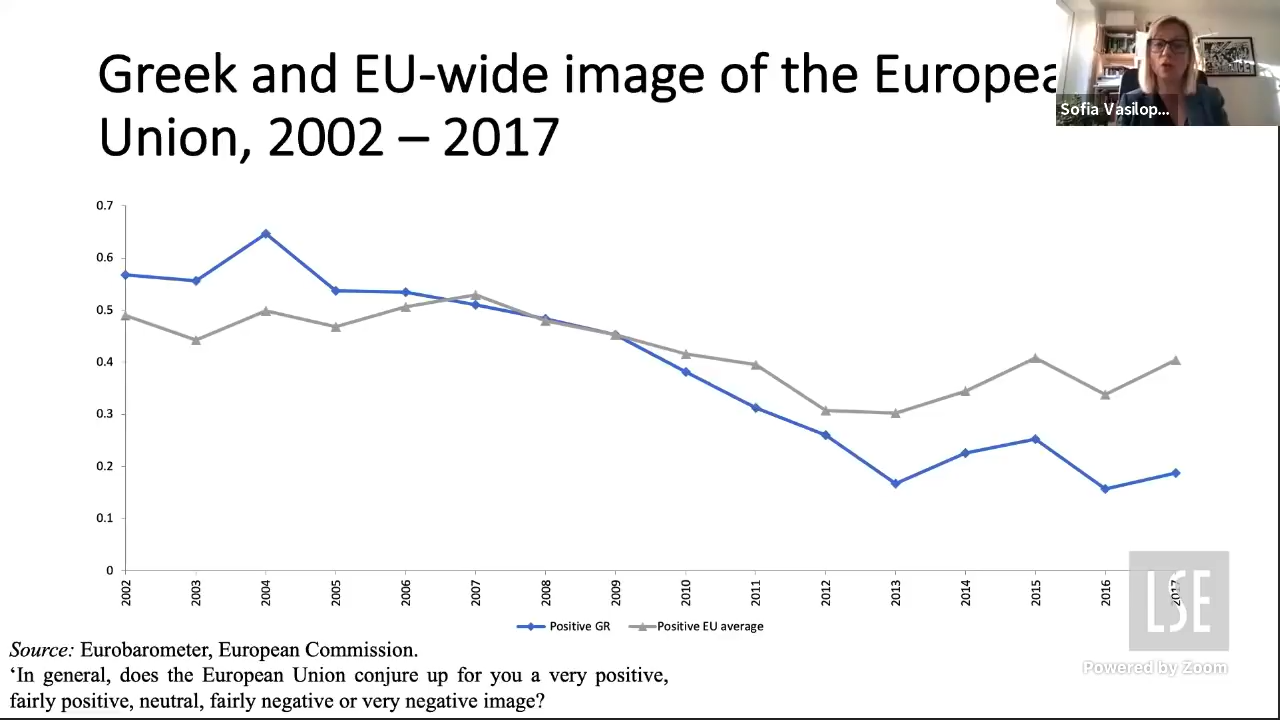 Greek and EU-wide image of the Europea
Union, 2002 – 2017
Sofia Vasilop...
0.7
0.6
0.5
0.4
0.3
0.2
0.1
0
2002
2003
2004
2005
2006
2007
2008
2009
2010
2011
2012
2013
2014
2015
2016
2017
Positive GR
Positive EU average
LSE
Powered by Zoom
Source: Eurobarometer, European Commission.
‘In general, does the European Union conjure up for you a very positive,
fairly positive, neutral, fairly negative or very negative image?